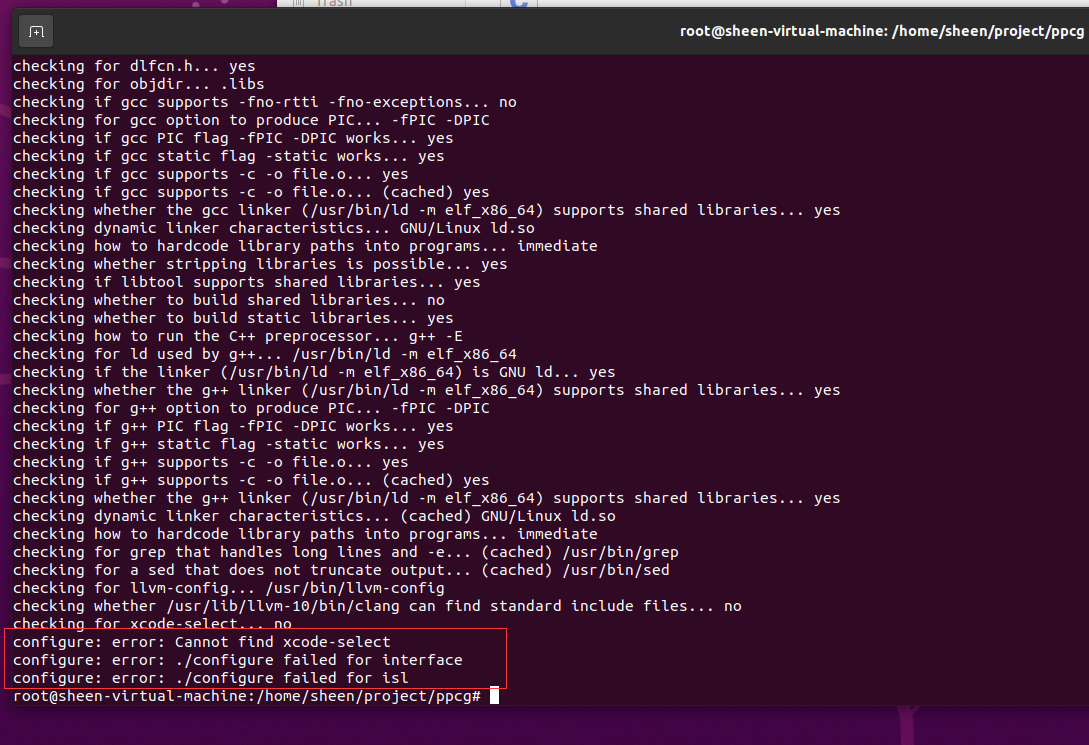 Trash
root@sheen-virtual-machine: /home/sheen/project/ppcg
checking for dlfcn.h... yes
checking for objdir... .libs
checking if gcc supports -fno-rtti -fno-exceptions... no
checking for gcc option to produce PIC... -fPIC -DPIC
checking if gcc PIC flag -fPIC -DPIC works... yes
checking if gcc static flag -static works... yes
checking if gcc supports -c -o file.o... yes
checking if gcc supports -c -o file.o... (cached) yes
checking whether the gcc linker (/usr/bin/ld -m elf_x86_64) supports shared libraries... yes
checking dynamic linker characteristics... GNU/Linux ld.so
checking how to hardcode library paths into programs... immediate
checking whether stripping libraries is possible... yes
checking if libtool supports shared libraries... yes
checking whether to build shared libraries... no
checking whether to build static libraries... yes
checking how to run the C++ preprocessor... g++ -E
checking for ld used by g++... /usr/bin/ld -m elf_x86_64
checking if the linker (/usr/bin/ld -m elf_x86_64) is GNU ld... yes
checking whether the g++ linker (/usr/bin/ld -m elf_x86_64) supports shared libraries... yes
checking for g++ option to produce PIC... -fPIC -DPIC
checking if g++ PIC flag -fPIC -DPIC works... yes
checking if g++ static flag -static works... yes
checking if g++ supports -c -o file.o... yes
checking if g++ supports -c -o file.o... (cached) yes
checking whether the g++ linker (/usr/bin/ld -m elf_x86_64) supports shared libraries... yes
checking dynamic linker characteristics... (cached) GNU/Linux ld.so
checking how to hardcode library paths into programs... immediate
checking for grep that handles long lines and -e... (cached) /usr/bin/grep
checking for a sed that does not truncate output... (cached) /usr/bin/sed
checking for llvm-config... /usr/bin/llvm-config
checking whether /usr/lib/llvm-10/bin/clang can find standard include files... no
checking for xcode-select... no
configure: error: Cannot find xcode-select
configure: error: ./configure failed for interface
configure: error: ./configure failed for isl
root@sheen-virtual-machine:/home/sheen/project/ppcg#